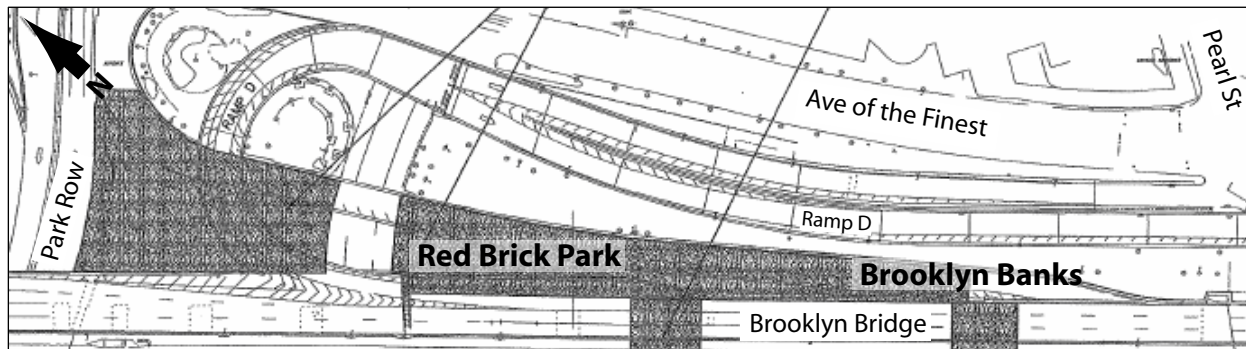 N
Park Row
RAMP D
Ave of the Finest
Pearl St
Ramp D
Red Brick Park
Brooklyn Banks
Brooklyn Bridge